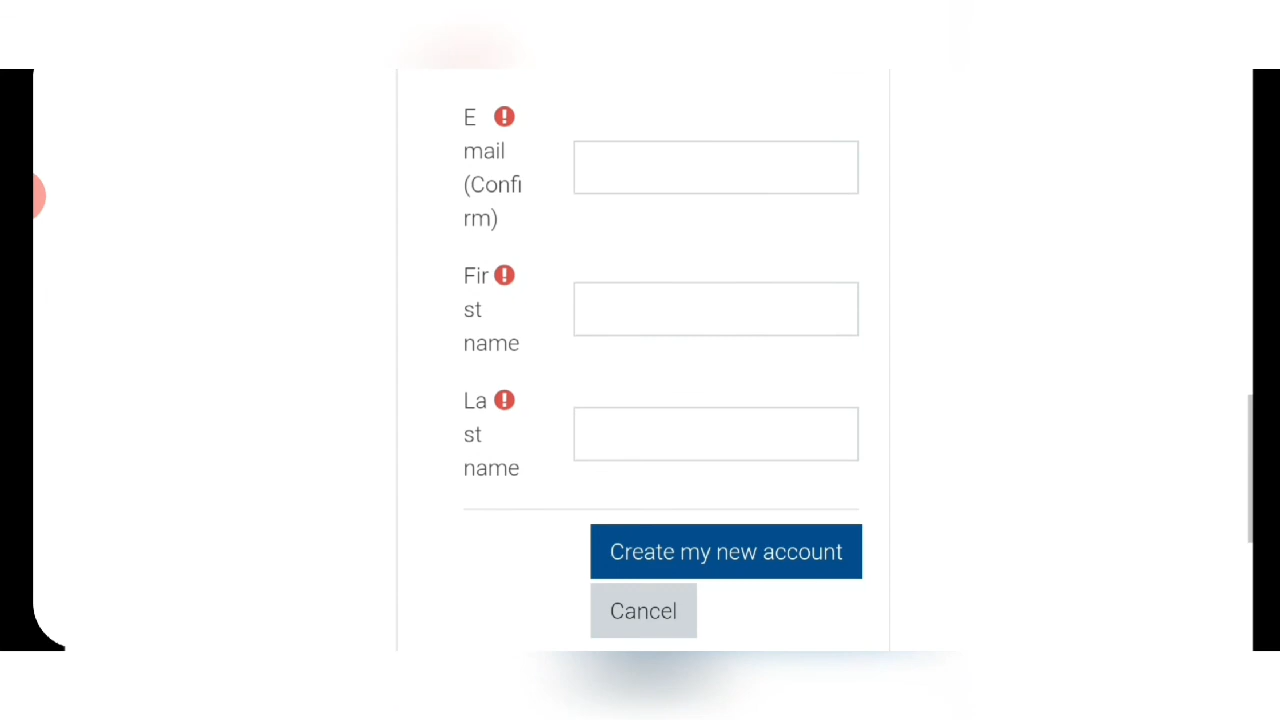 E
mail
(Confi
rm)
Fir
st
name
La
st
name
Create my new account
Cancel